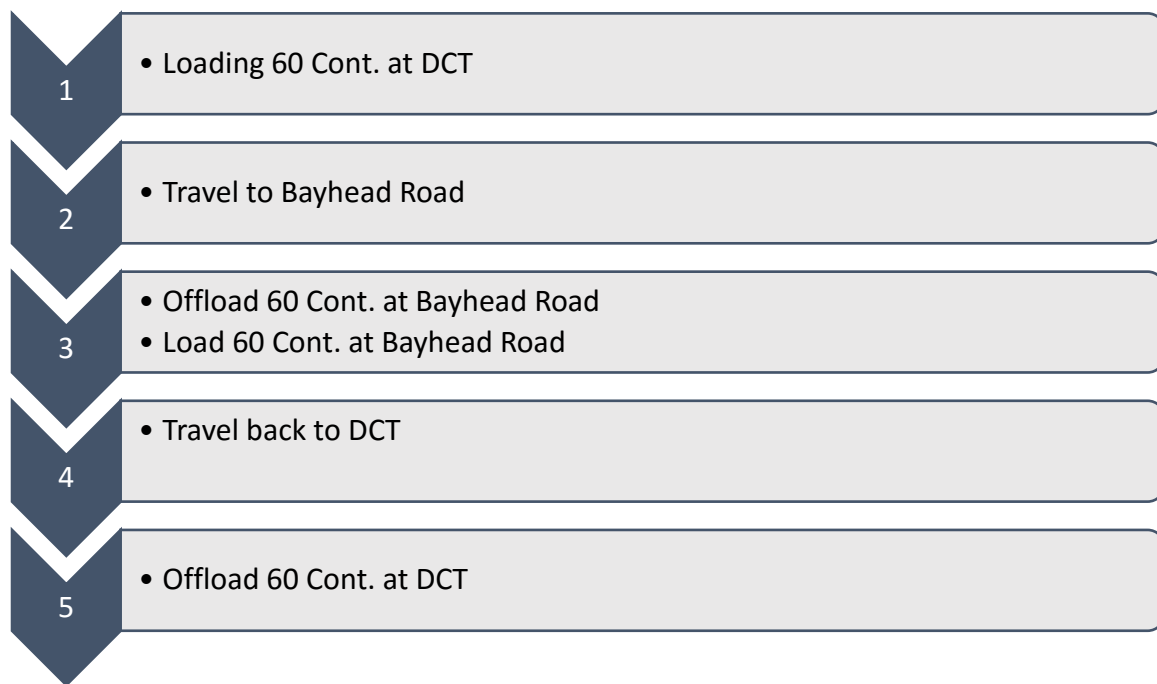 1
• Loading 60 Cont. at DCT
2
• Travel to Bayhead Road
3
• Offload 60 Cont. at Bayhead Road
• Load 60 Cont. at Bayhead Road
4
• Travel back to DCT
5
• Offload 60 Cont. at DCT